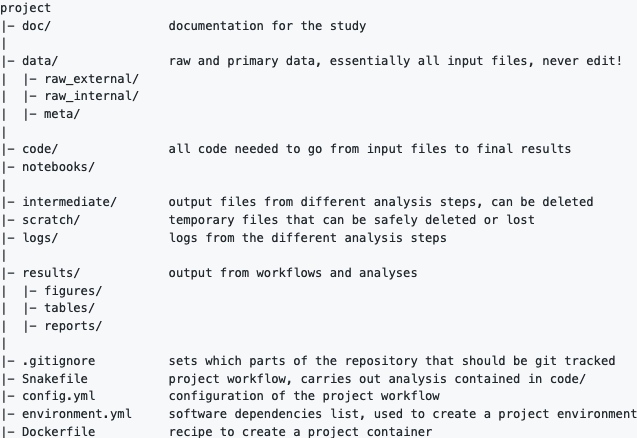 project
|- doc/                documentation for the study
|
|- data/               raw and primary data, essentially all input files, never edit!
|  |- raw_external/
|  |- raw_internal/
|  |- meta/
|
|- code/               all code needed to go from input files to final results
|- notebooks/
|
|- intermediate/       output files from different analysis steps, can be deleted
|- scratch/            temporary files that can be safely deleted or lost
|- logs/               logs from the different analysis steps
|
|- results/            output from workflows and analyses
|  |- figures/
|  |- tables/
|  |- reports/
|
|- .gitignore          sets which parts of the repository that should be git tracked
|- Snakefile           project workflow, carries out analysis contained in code/
|- config.yml          configuration of the project workflow
|- environment.yml     software dependencies list, used to create a project environment
|- Dockerfile          recipe to create a project container